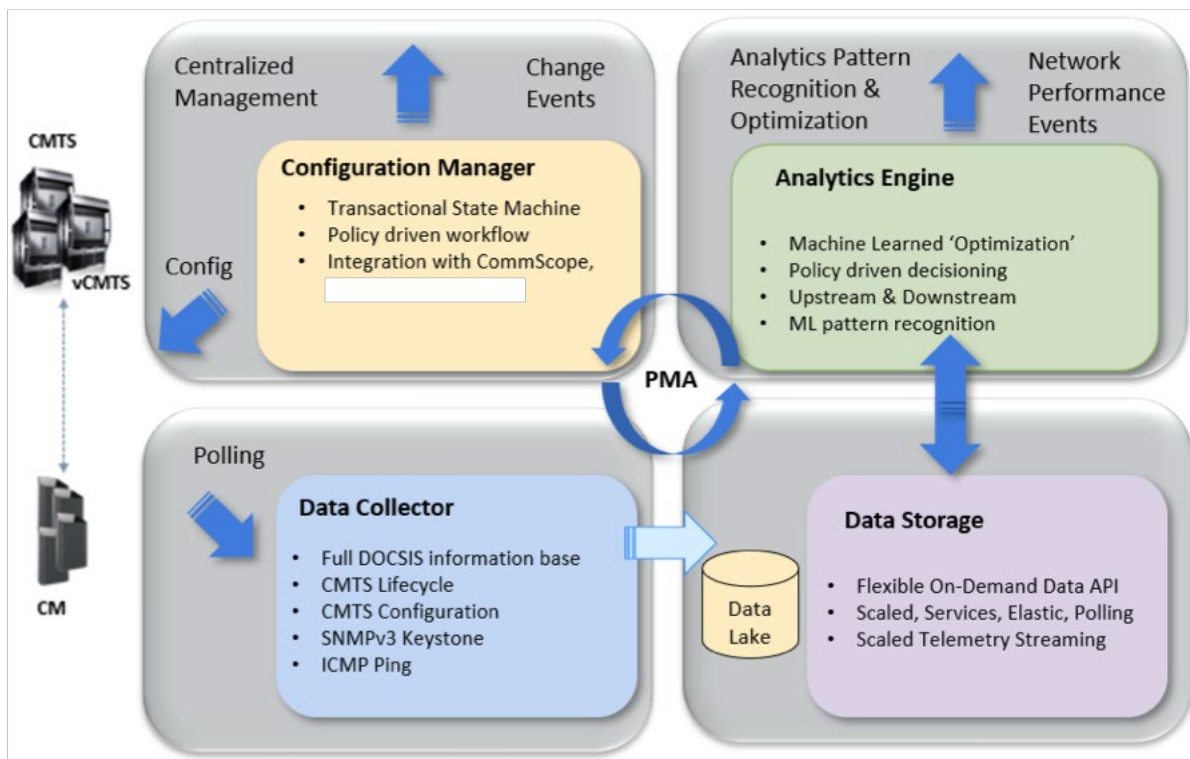 Centralized
Management
Change
Events
Configuration Manager
• Transactional State Machine
• Policy driven workflow
• Integration with CommScope,
Config
Analytics Pattern
Recognition &
Optimization
Network
Performance
Events
Analytics Engine
• Machine Learned ‘Optimization’
• Policy driven decisioning
• Upstream & Downstream
• ML pattern recognition
CMTS
vCMTS
CM
PMA
Polling
Data Collector
• Full DOCSIS information base
• CMTS Lifecycle
• CMTS Configuration
• SNMPv3 Keystone
• ICMP Ping
Data
Lake
Data Storage
• Flexible On-Demand Data API
• Scaled, Services, Elastic, Polling
• Scaled Telemetry Streaming